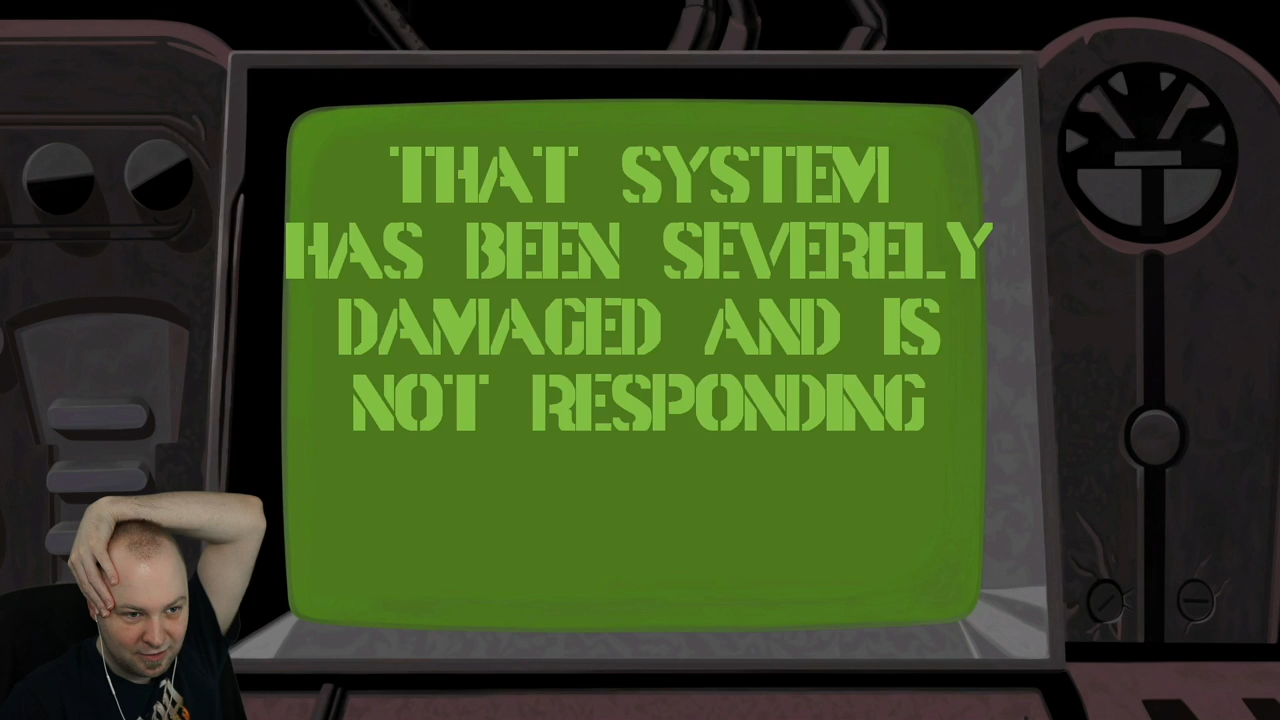 THAT SYSTEM
HAS BEEN SEVERELY
DAMAGED AND IS
NOT RESPONDING